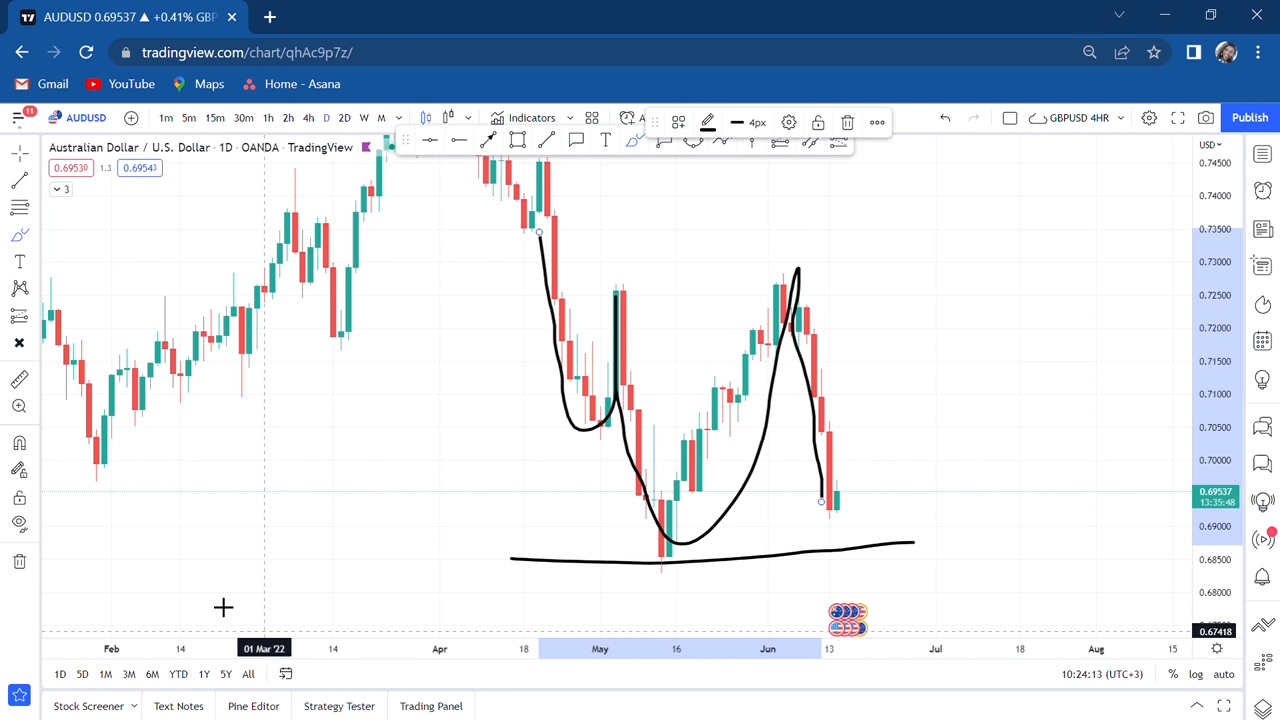 AUDUSD 0.69537 ▲ +0.41% GBP
tradingview.com/chart/qhAc9p7z/
Gmail YouTube Maps Home - Asana
11 AUDUSD 1m 5m 15m 30m 1h 2h 4h D 2D W M Indicators A 4px GBPUSD 4HR Publish
Australian Dollar / U.S. Dollar · 1D · OANDA · TradingView
USD
0.69530 1.3 0.69543
3
0.74500
0.74000
0.73500
0.73000
0.72500
0.72000
0.71500
0.71000
0.70500
0.70000
0.69537
13:35:48
0.69000
0.68500
0.68000
0.67418
Feb 14 01 Mar '22 14 Apr 18 May 16 Jun 13 Jul 18 Aug 15
1D 5D 1M 3M 6M YTD 1Y 5Y All 10:24:13 (UTC+3) % log auto
Stock Screener Text Notes Pine Editor Strategy Tester Trading Panel